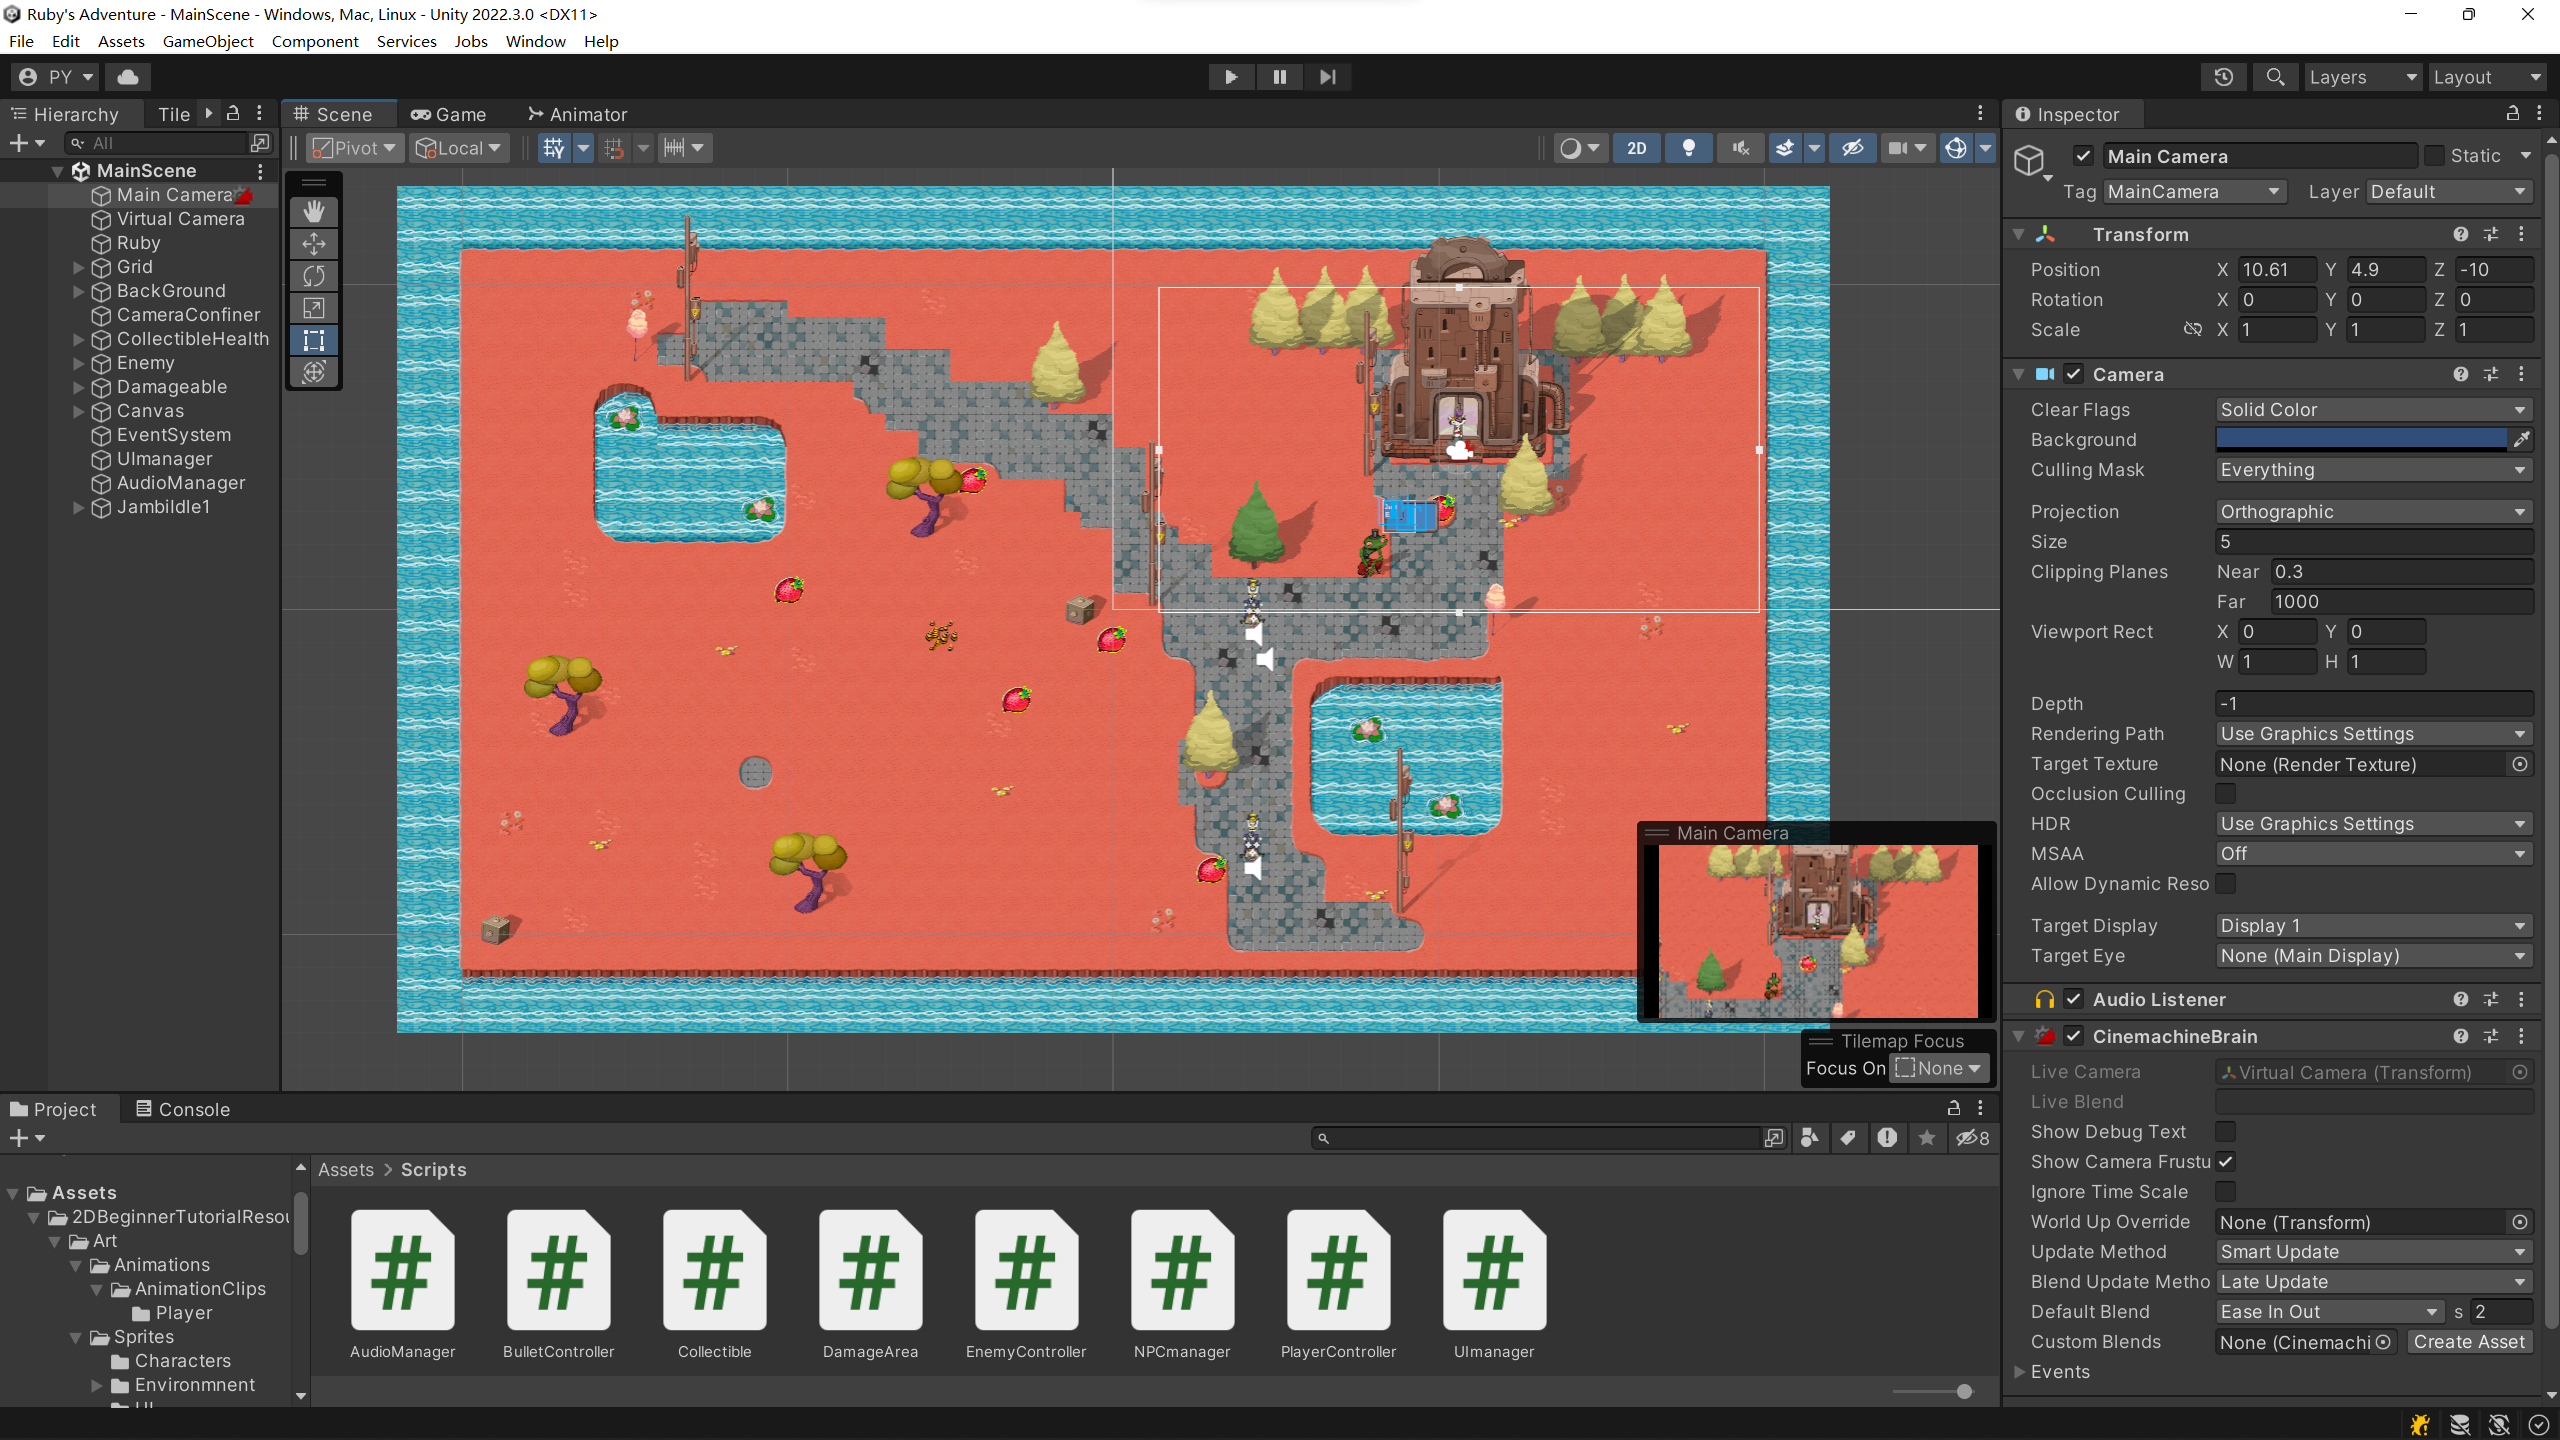 Ruby's Adventure - MainScene - Windows, Mac, Linux - Unity 2022.3.0 <DX11>
File Edit Assets GameObject Component Services Jobs Window Help
PY
Layers
Layout
Hierarchy
Tile
All
MainScene
Main Camera
Virtual Camera
Ruby
Grid
BackGround
CameraConfiner
CollectibleHealth
Enemy
Damageable
Canvas
EventSystem
UImanager
AudioManager
JambiIdle1
Scene
Game
Animator
Pivot
Local
2D
Main Camera
Tilemap Focus
Focus On None
Inspector
Main Camera
Static
Tag MainCamera Layer Default
Transform
Position X 10.61 Y 4.9 Z -10
Rotation X 0 Y 0 Z 0
Scale X 1 Y 1 Z 1
Camera
Clear Flags Solid Color
Background
Culling Mask Everything
Projection Orthographic
Size 5
Clipping Planes Near 0.3
Far 1000
Viewport Rect X 0 Y 0
W 1 H 1
Depth -1
Rendering Path Use Graphics Settings
Target Texture None (Render Texture)
Occlusion Culling
HDR Use Graphics Settings
MSAA Off
Allow Dynamic Reso
Target Display Display 1
Target Eye None (Main Display)
Audio Listener
CinemachineBrain
Live Camera Virtual Camera (Transform)
Live Blend
Show Debug Text
Show Camera Frustu
Ignore Time Scale
World Up Override None (Transform)
Update Method Smart Update
Blend Update Metho Late Update
Default Blend Ease In Out s 2
Custom Blends None (Cinemachi Create Asset
Events
Project
Console
8
Assets
2DBeginnerTutorialResou
Art
Animations
AnimationClips
Player
Sprites
Characters
Environmnent
Assets > Scripts
AudioManager
BulletController
Collectible
DamageArea
EnemyController
NPCmanager
PlayerController
UImanager